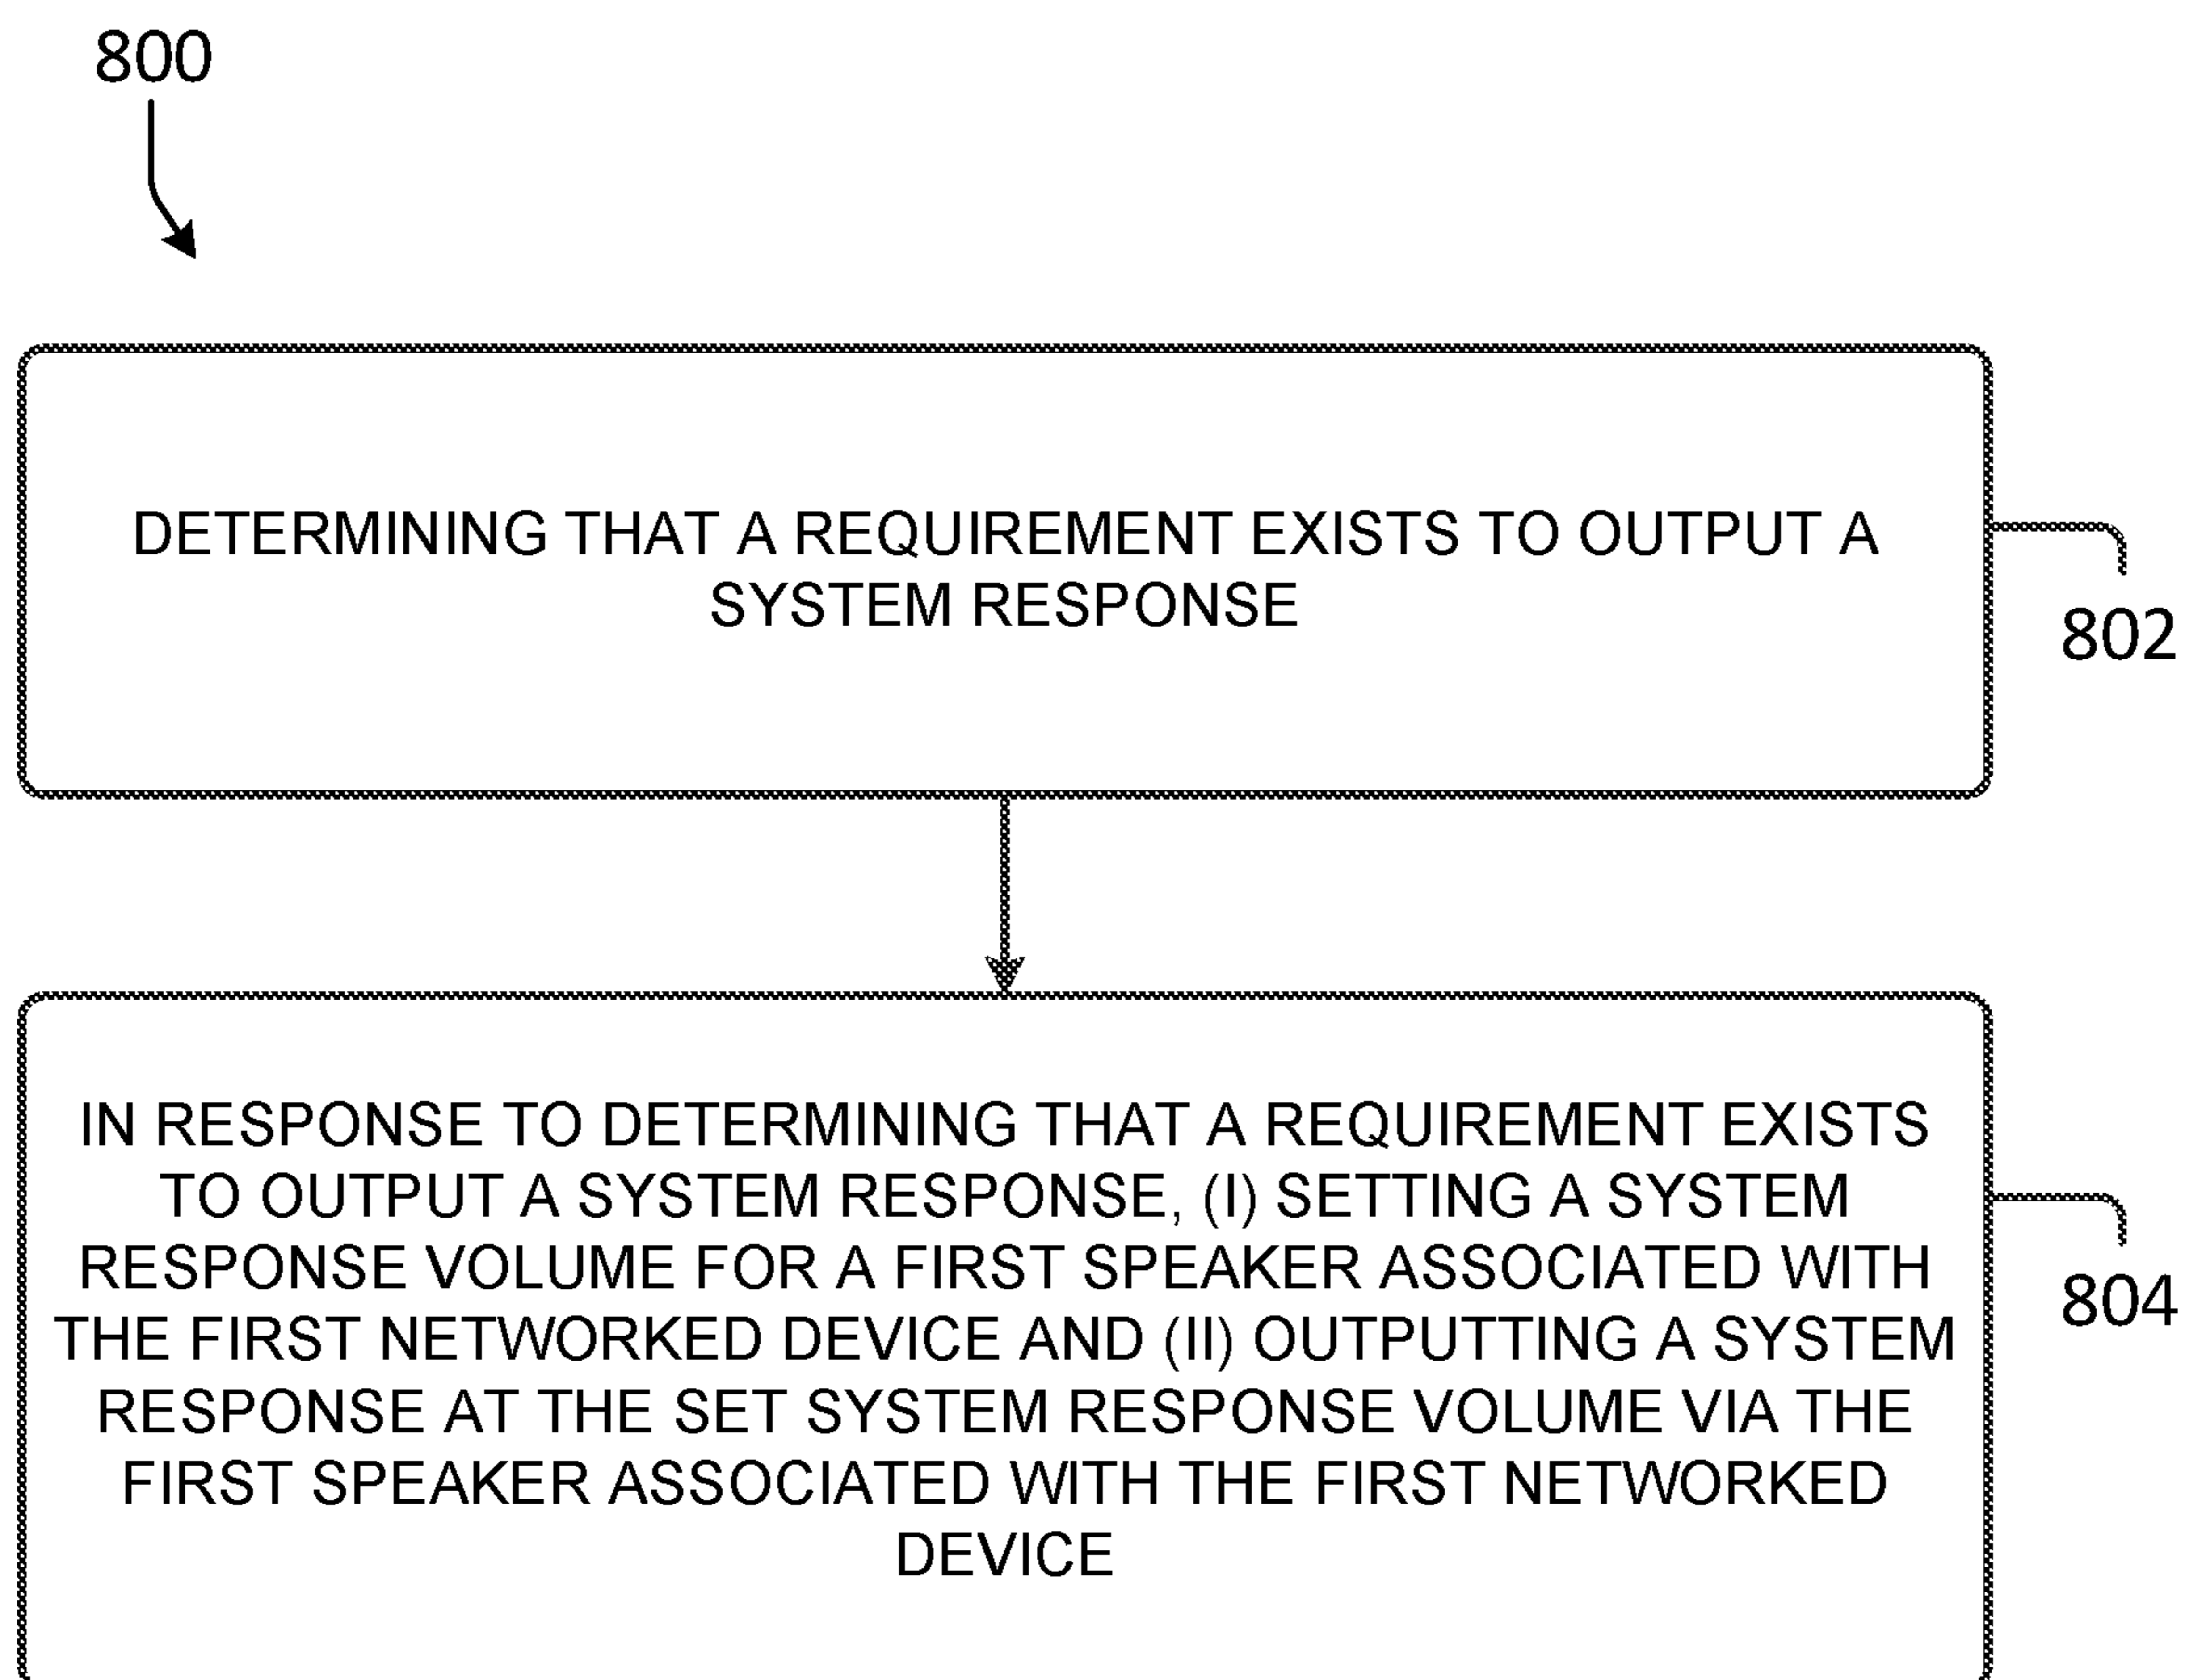 800
DETERMINING THAT A REQUIREMENT EXISTS TO OUTPUT A
SYSTEM RESPONSE
802
IN RESPONSE TO DETERMINING THAT A REQUIREMENT EXISTS
TO OUTPUT A SYSTEM RESPONSE, (I) SETTING A SYSTEM
RESPONSE VOLUME FOR A FIRST SPEAKER ASSOCIATED WITH
THE FIRST NETWORKED DEVICE AND (II) OUTPUTTING A SYSTEM
RESPONSE AT THE SET SYSTEM RESPONSE VOLUME VIA THE
FIRST SPEAKER ASSOCIATED WITH THE FIRST NETWORKED
DEVICE
804